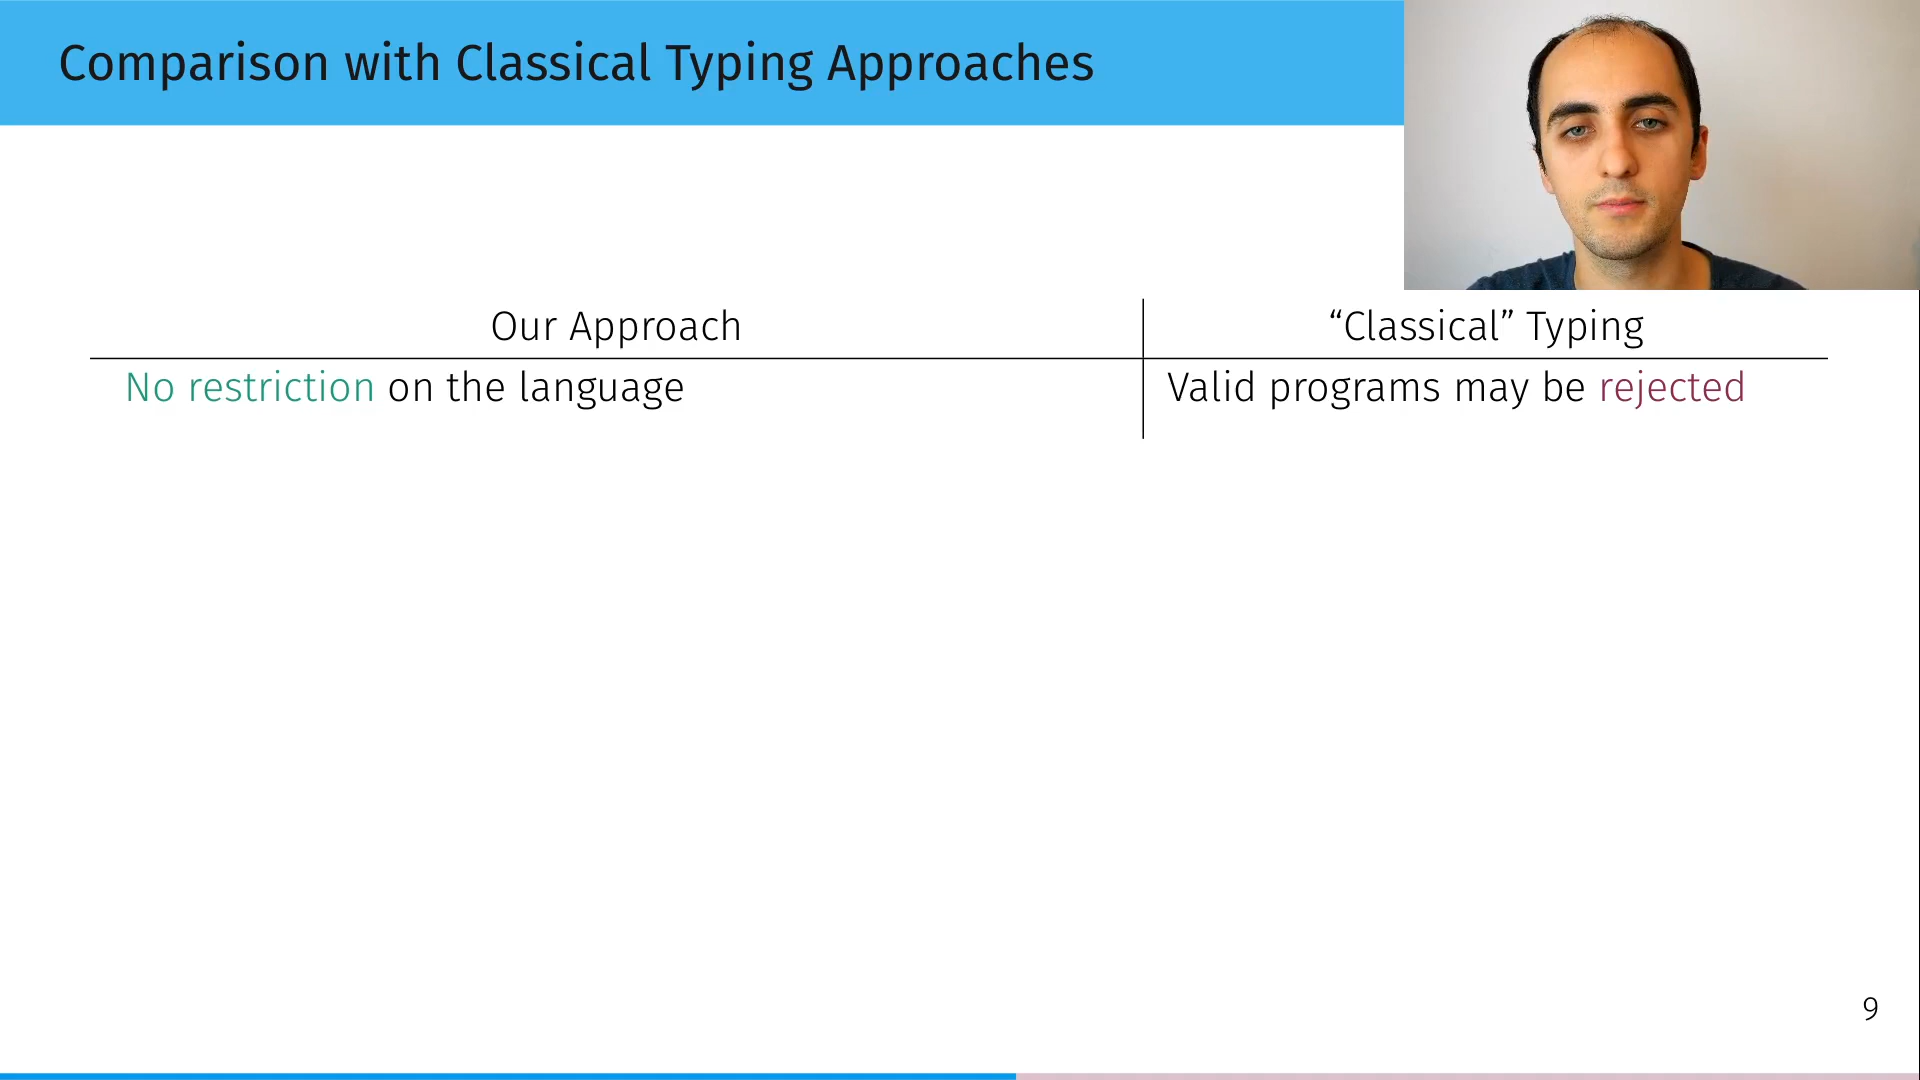 Comparison with Classical Typing Approaches
Our Approach
“Classical” Typing
No restriction on the language
Valid programs may be rejected
9